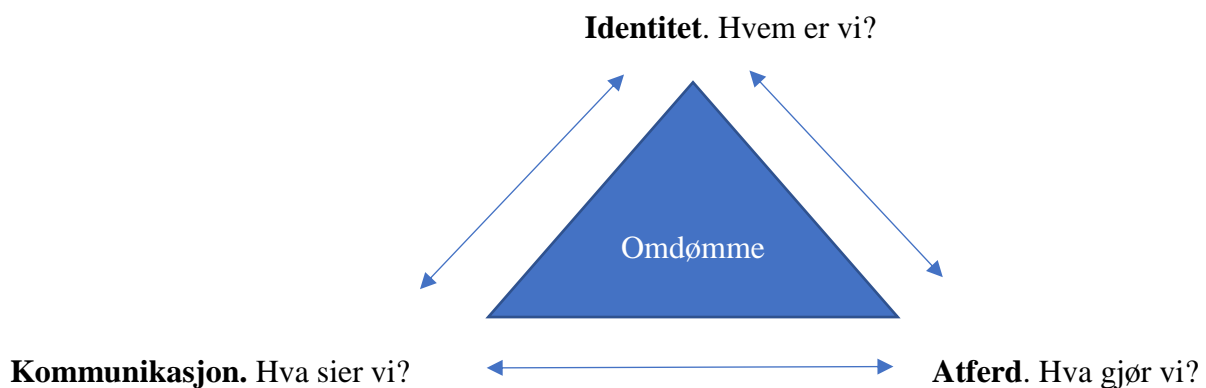 Identitet. Hvem er vi?
Omdømme
Kommunikasjon. Hva sier vi?
Atferd. Hva gjør vi?